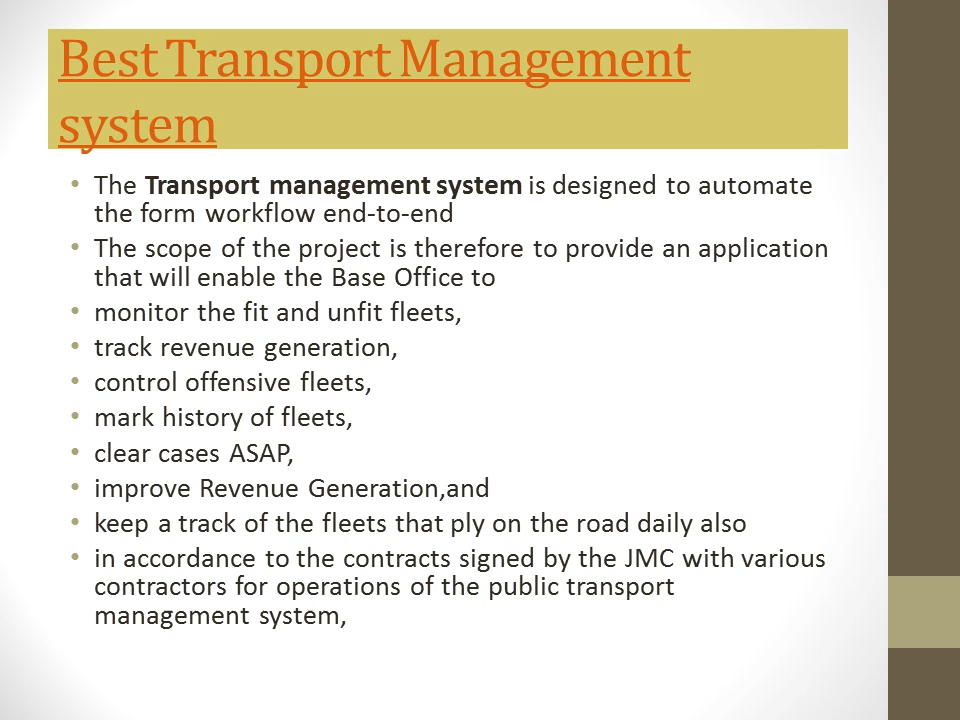 Best Transport Management
system
• The Transport management system is designed to automate
the form workflow end-to-end
• The scope of the project is therefore to provide an application
that will enable the Base Office to
• monitor the fit and unfit fleets,
• track revenue generation,
• control offensive fleets,
• mark history of fleets,
• clear cases ASAP,
• improve Revenue Generation,and
• keep a track of the fleets that ply on the road daily also
• in accordance to the contracts signed by the JMC with various
contractors for operations of the public transport
management system,